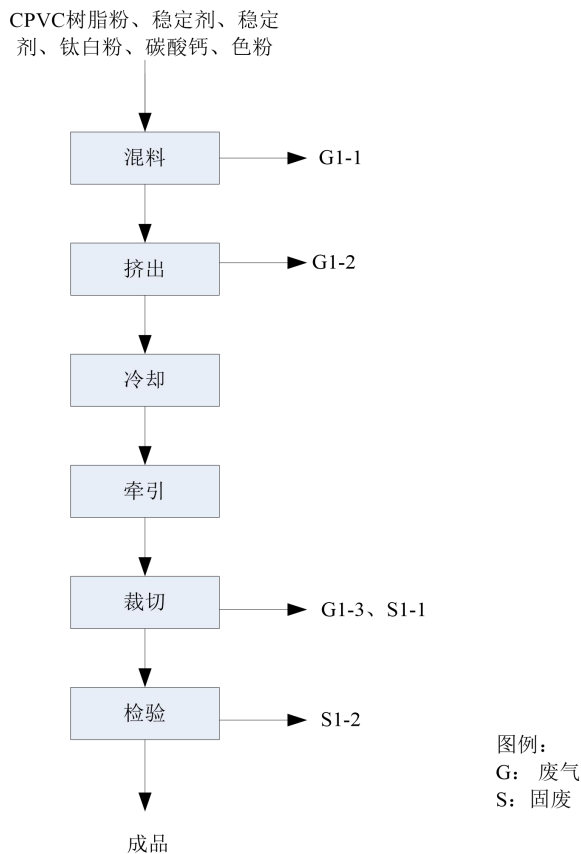 CPVC树脂粉、稳定剂、稳定
剂、钛白粉、碳酸钙、色粉
混料
G1-1
挤出
G1-2
冷却
牵引
裁切
G1-3、S1-1
检验
S1-2
成品
图例：
G： 废气
S：固废